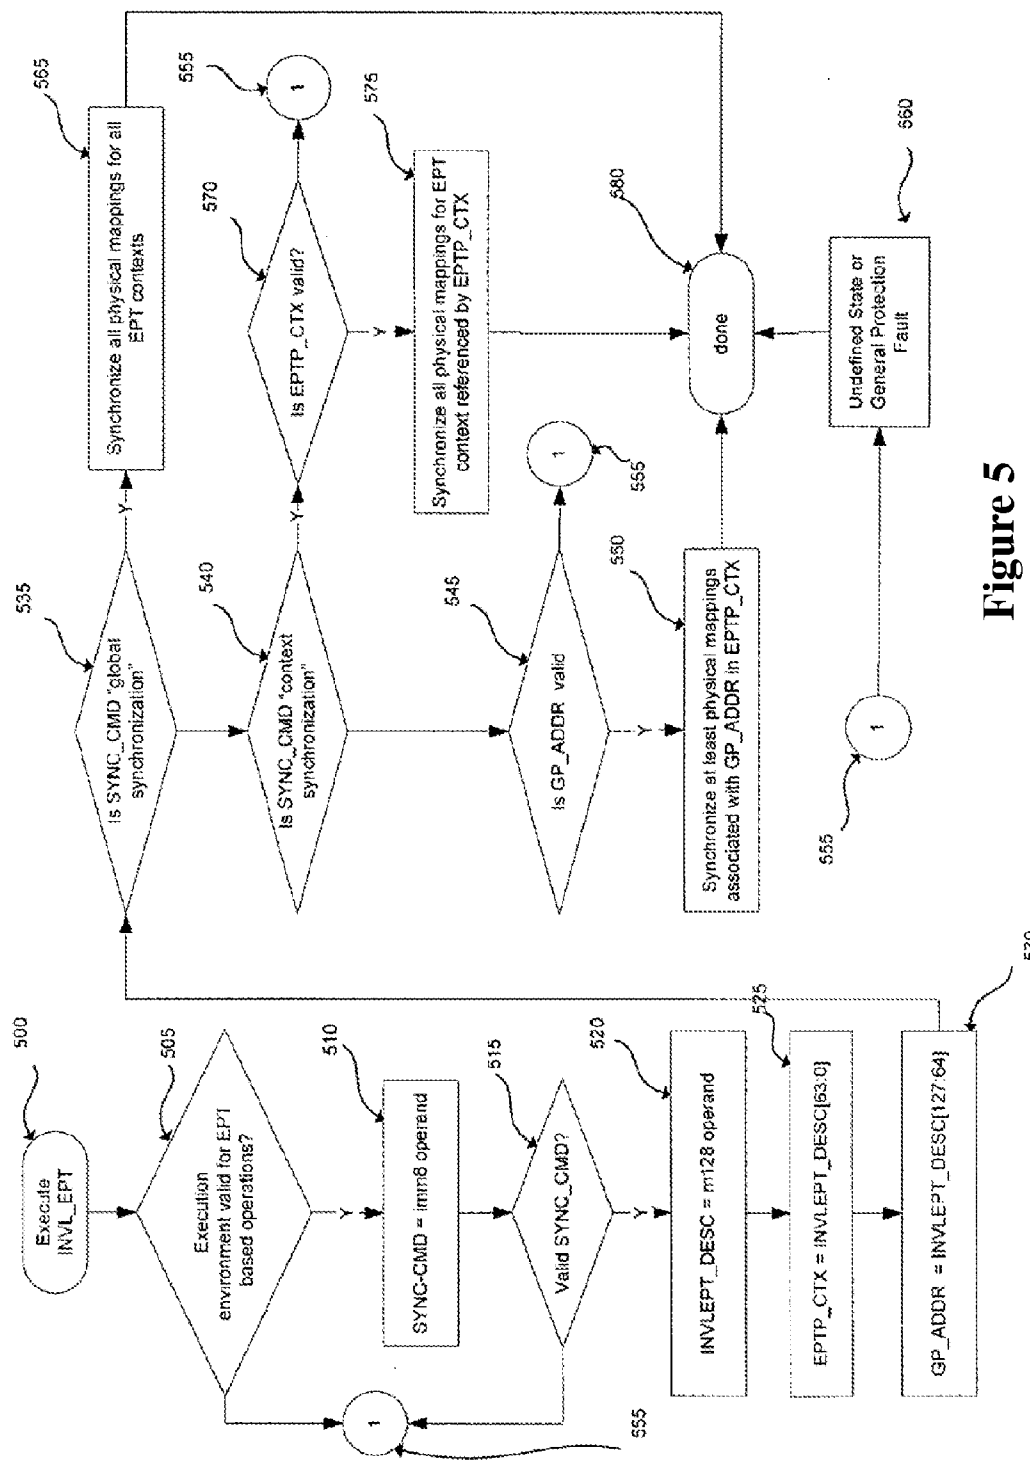 500
Execute
INVL_EPT
505
Execution
environment valid for EPT
based operations?
Y
510
SYNC-CMD = imm8 operand
515
Valid SYNC_CMD?
Y
1
555
520
INVLEPT_DESC = m128 operand
525
EPTP_CTX = INVLEPT_DESC[63:0]
GP_ADDR = INVLEPT_DESC[127:64]
530
535
Is SYNC_CMD "global
synchronization"
Y
565
Synchronize all physical mappings for all
EPT contexts
540
Is SYNC_CMD "context
synchronization"
Y
570
Is EPTP_CTX valid?
Y
555
1
575
Synchronize all physical mappings for EPT
context referenced by EPTP_CTX
545
Is GP_ADDR valid
Y
1
555
550
Synchronize at least physical mappings
associated with GP_ADDR in EPTP_CTX
580
done
555
1
Undefined State or
General Protection
Fault
560
Figure 5